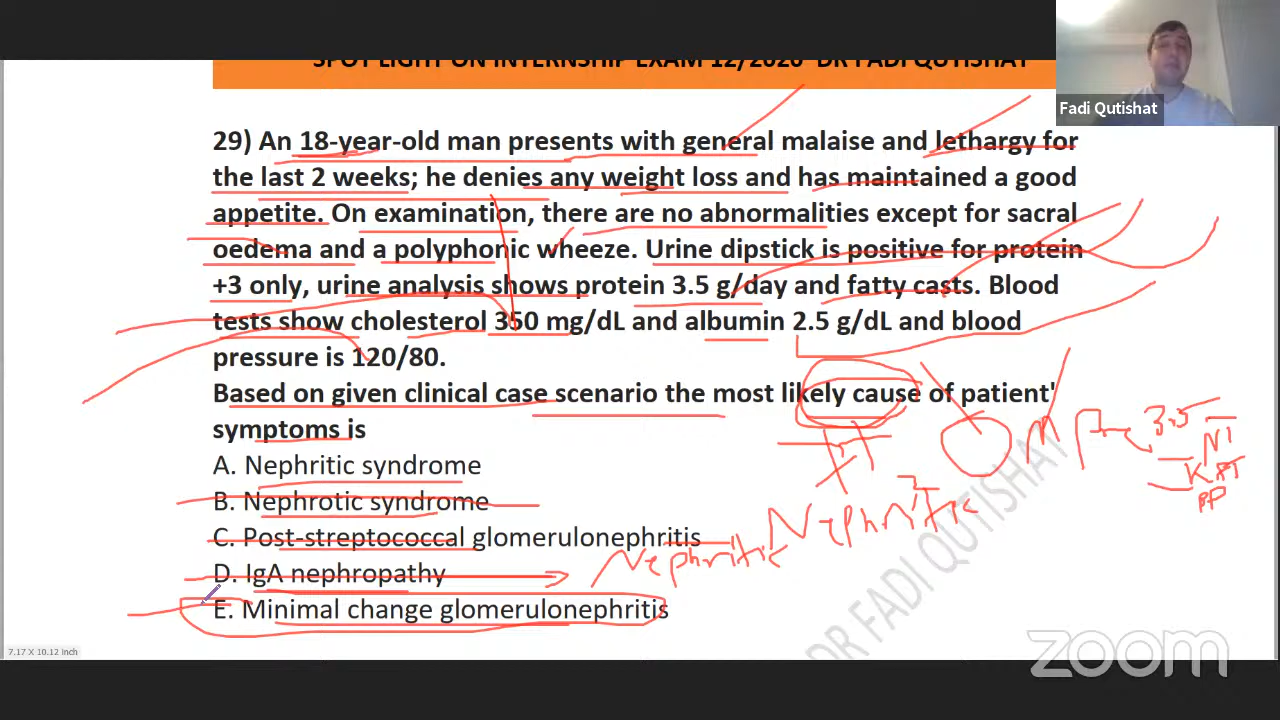 SPOT LIGHT ON INTERNSHIP EXAM 12/2020 DR FADI QUTISHAT
Fadi Qutishat
29) An 18-year-old man presents with general malaise and lethargy for
the last 2 weeks; he denies any weight loss and has maintained a good
appetite. On examination, there are no abnormalities except for sacral
oedema and a polyphonic wheeze. Urine dipstick is positive for protein
+3 only, urine analysis shows protein 3.5 g/day and fatty casts. Blood
tests show cholesterol 350 mg/dL and albumin 2.5 g/dL and blood
pressure is 120/80.
Based on given clinical case scenario the most likely cause of patient'
symptoms is
A. Nephritic syndrome
B. Nephrotic syndrome
C. Post-streptococcal glomerulonephritis
D. IgA nephropathy
E. Minimal change glomerulonephritis
3.5
Nephritic
Nephritic
DR FADI QUTISHAT
7.17 X 10.12 inch
zoom